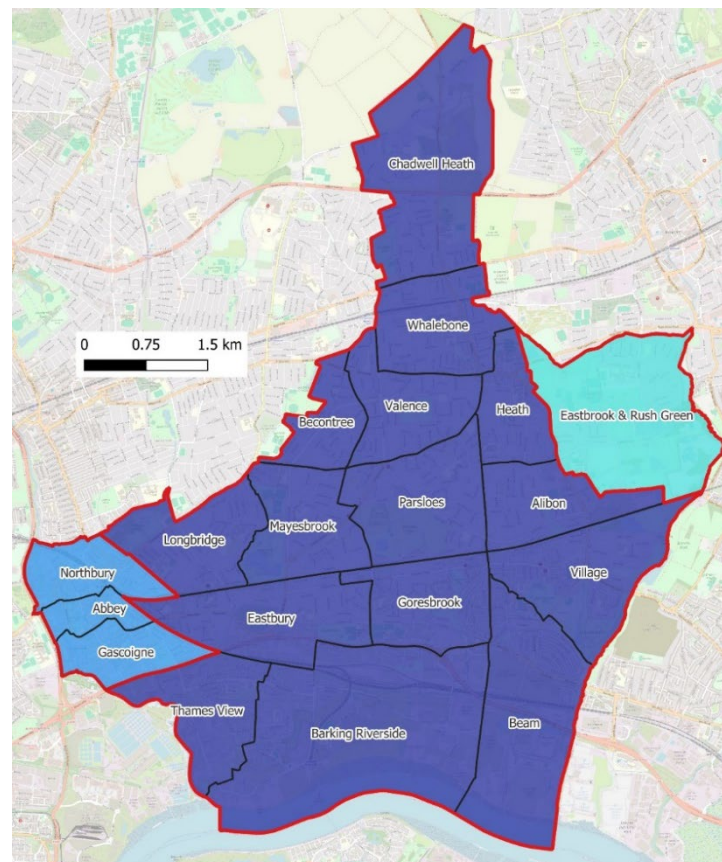 Chadwell Heath
0 0.75 1.5 km
Whalebone
Valence
Heath
Eastbrook & Rush Green
Becontree
Parsloes
Alibon
Mayesbrook
Longbridge
Northbury
Village
Abbey
Goresbrook
Eastbury
Gascoigne
Thames View
Barking Riverside
Beam